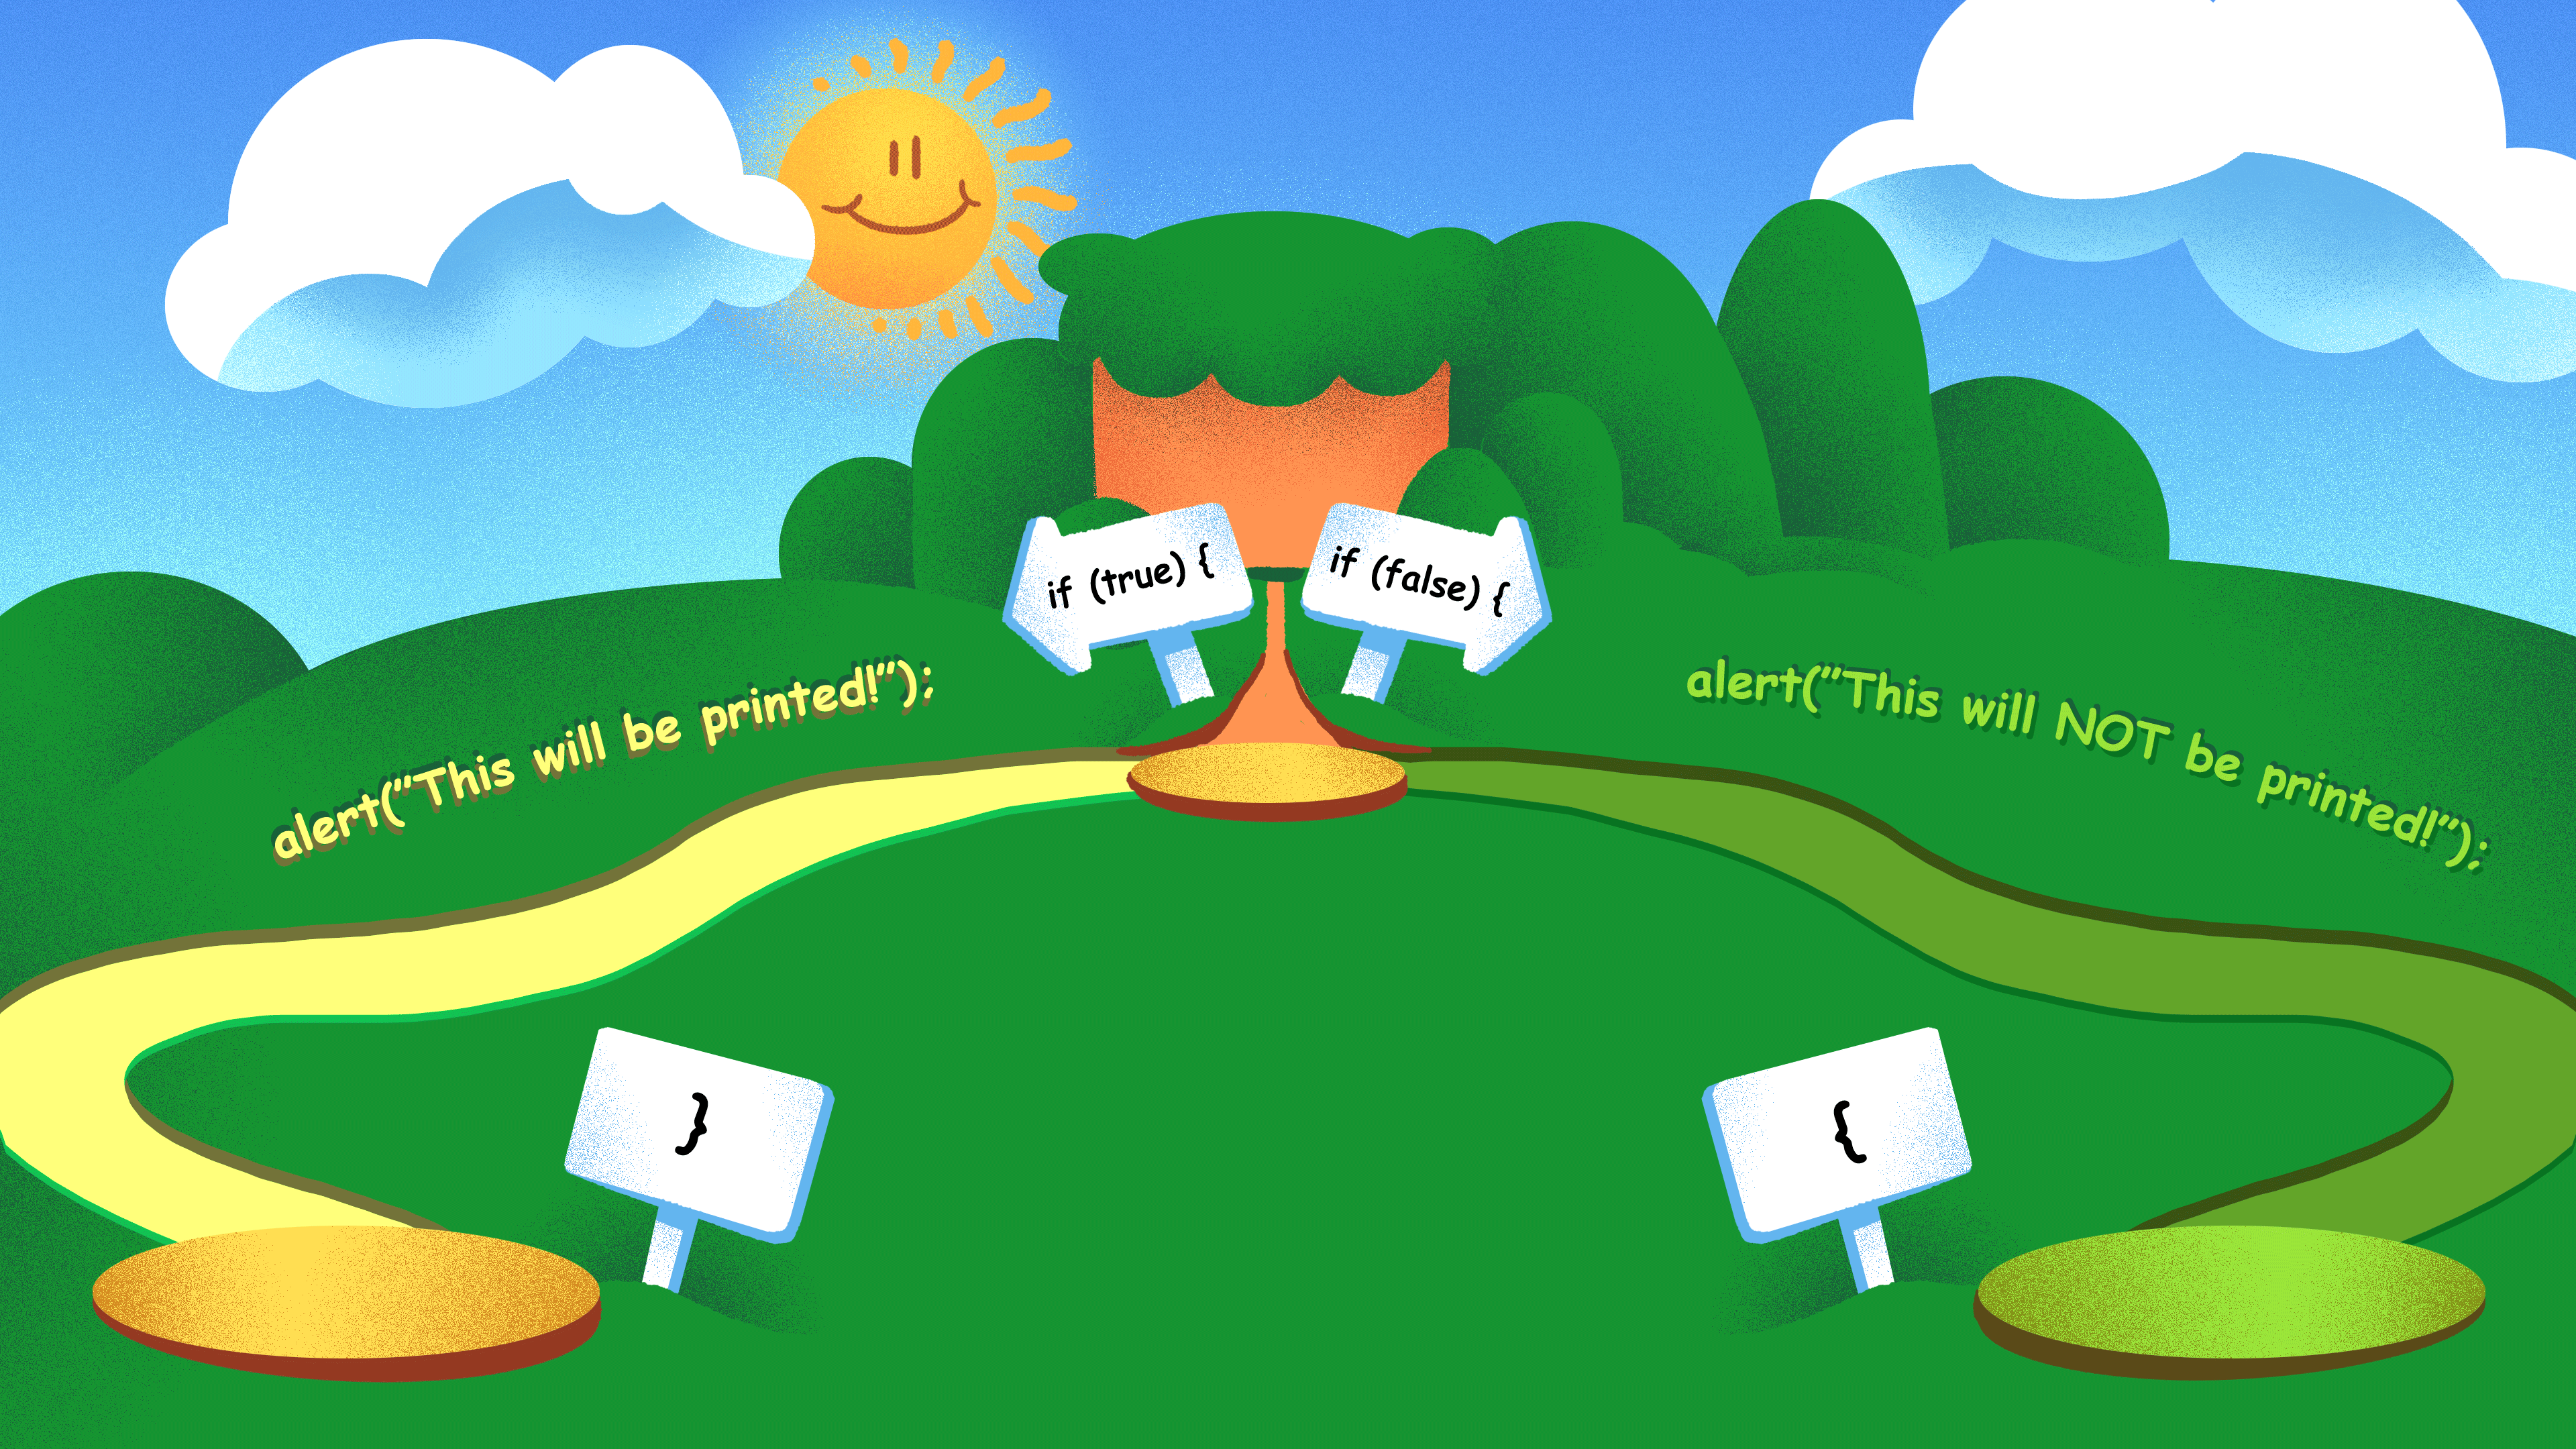 if (true) {
if (false) {
alert("This will be printed!");
alert("This will NOT be printed!");
}
{